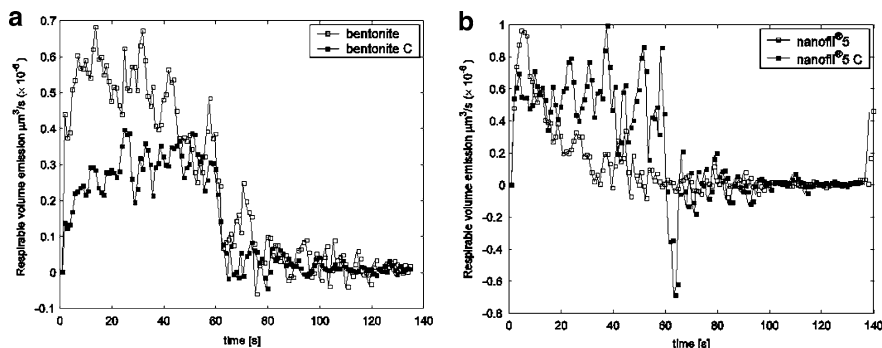 a
Respirable volume emission µm³/s (× 10⁻⁶)
0.7
0.6
0.5
0.4
0.3
0.2
0.1
0
-0.1
bentonite
bentonite C
0 20 40 60 80 100 120 140
time [s]
b
Respirable volume emission µm³/s (× 10⁻⁶)
1
0.8
0.6
0.4
0.2
0
-0.2
-0.4
-0.6
-0.8
nanofil®5
nanofil®5 C
0 20 40 60 80 100 120 140
time [s]